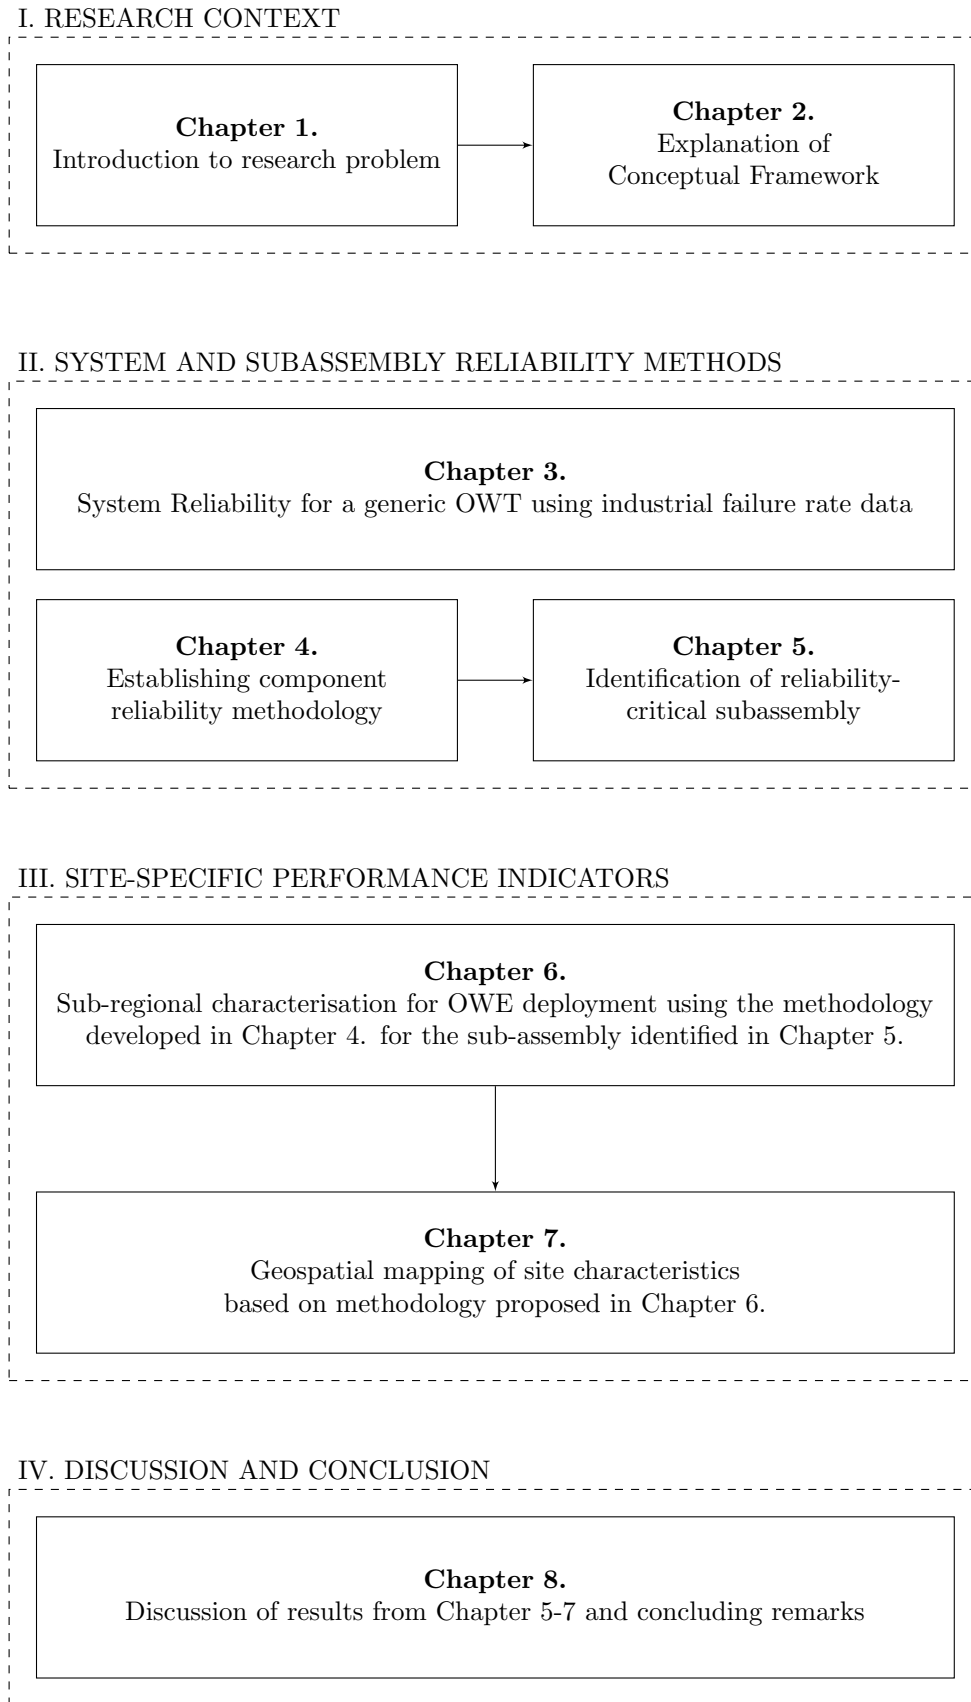 I. RESEARCH CONTEXT
Chapter 1.
Introduction to research problem
Chapter 2.
Explanation of
Conceptual Framework
II. SYSTEM AND SUBASSEMBLY RELIABILITY METHODS
Chapter 3.
System Reliability for a generic OWT using industrial failure rate data
Chapter 4.
Establishing component
reliability methodology
Chapter 5.
Identification of reliability-
critical subassembly
III. SITE-SPECIFIC PERFORMANCE INDICATORS
Chapter 6.
Sub-regional characterisation for OWE deployment using the methodology
developed in Chapter 4. for the sub-assembly identified in Chapter 5.
Chapter 7.
Geospatial mapping of site characteristics
based on methodology proposed in Chapter 6.
IV. DISCUSSION AND CONCLUSION
Chapter 8.
Discussion of results from Chapter 5-7 and concluding remarks